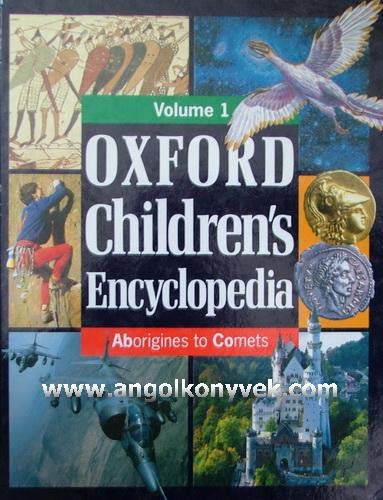 Volume 1
OXFORD
Children's
Encyclopedia
Aborigines to Comets
www.angolkonyvek.com